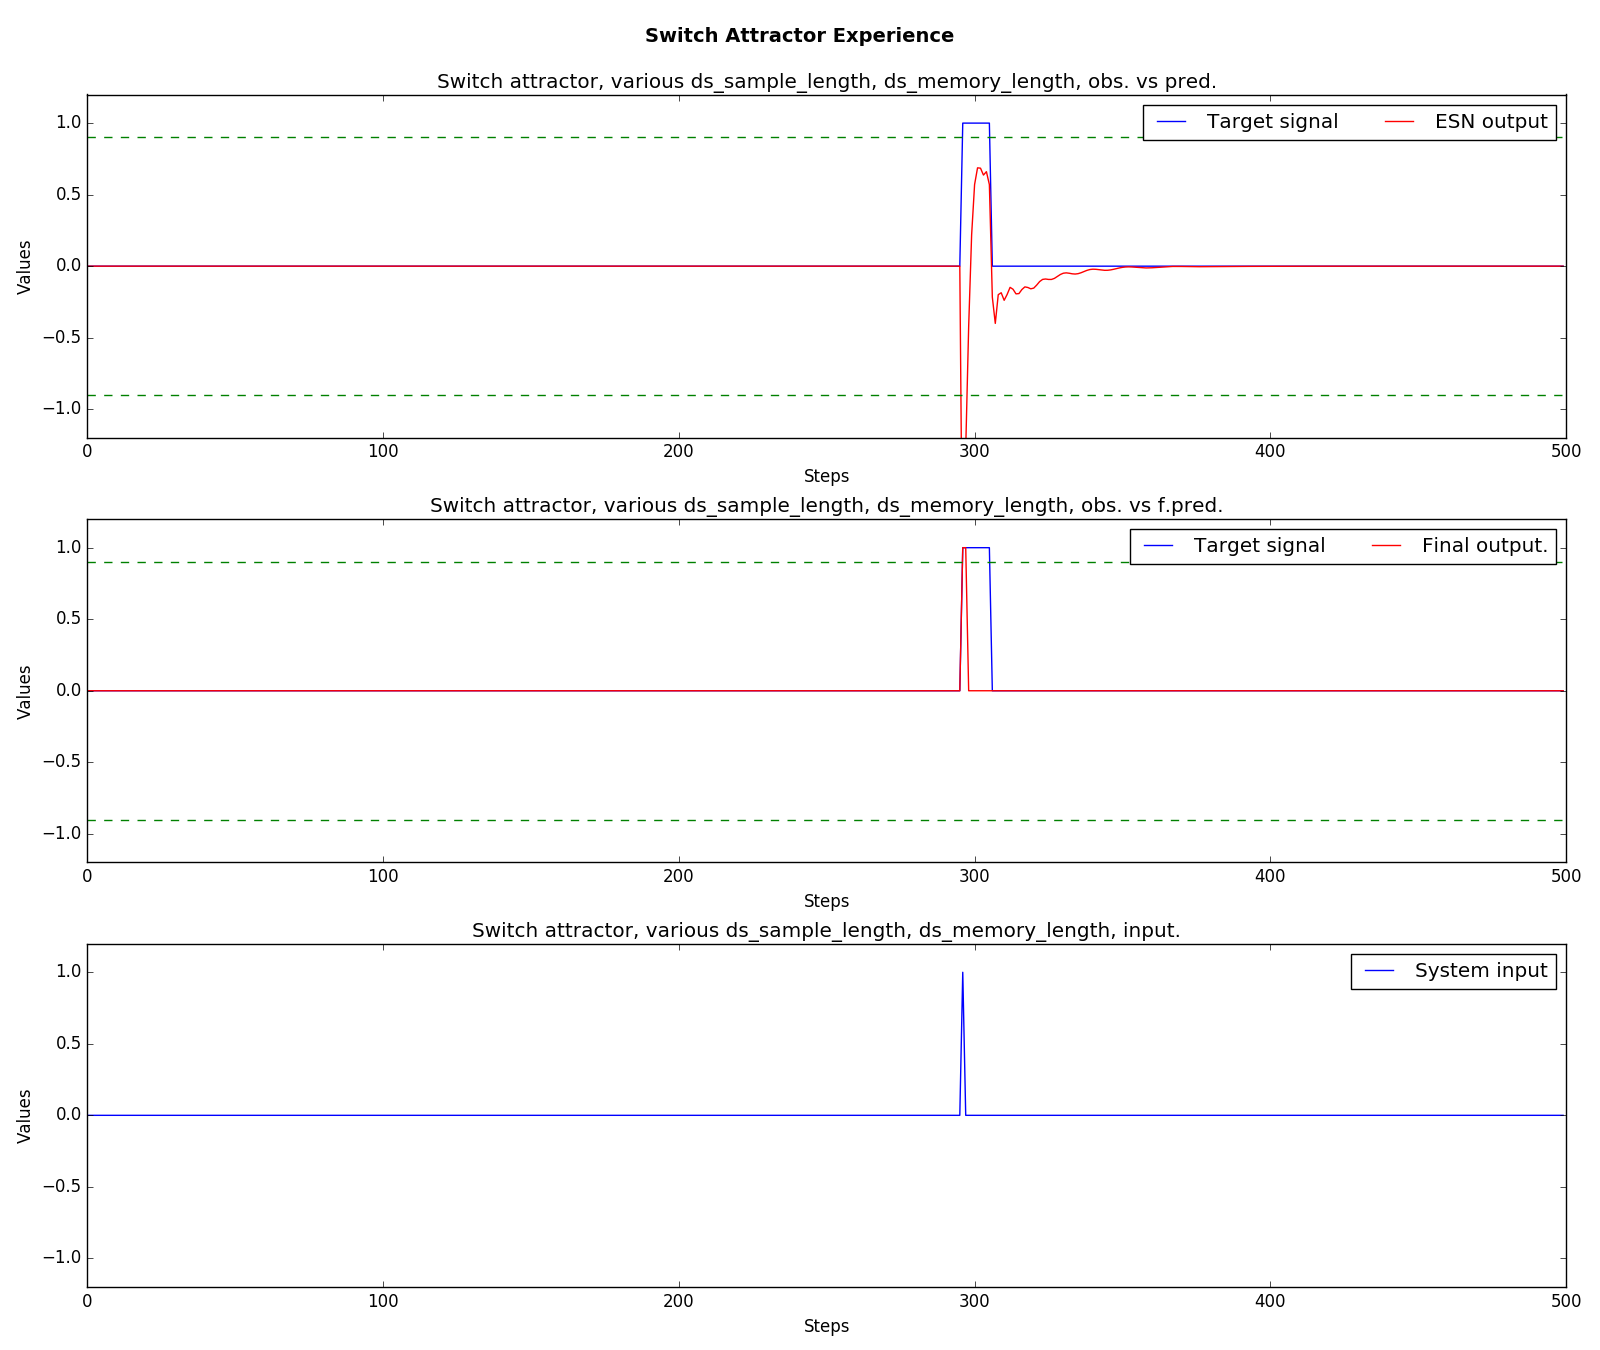 Switch Attractor Experience
Switch attractor, various ds_sample_length, ds_memory_length, obs. vs pred.
Target signal ESN output
1.0
0.5
0.0
−0.5
−1.0
Values
0 100 200 300 400 500
Steps
Switch attractor, various ds_sample_length, ds_memory_length, obs. vs f.pred.
Target signal Final output.
1.0
0.5
0.0
−0.5
−1.0
Values
0 100 200 300 400 500
Steps
Switch attractor, various ds_sample_length, ds_memory_length, input.
System input
1.0
0.5
0.0
−0.5
−1.0
Values
0 100 200 300 400 500
Steps